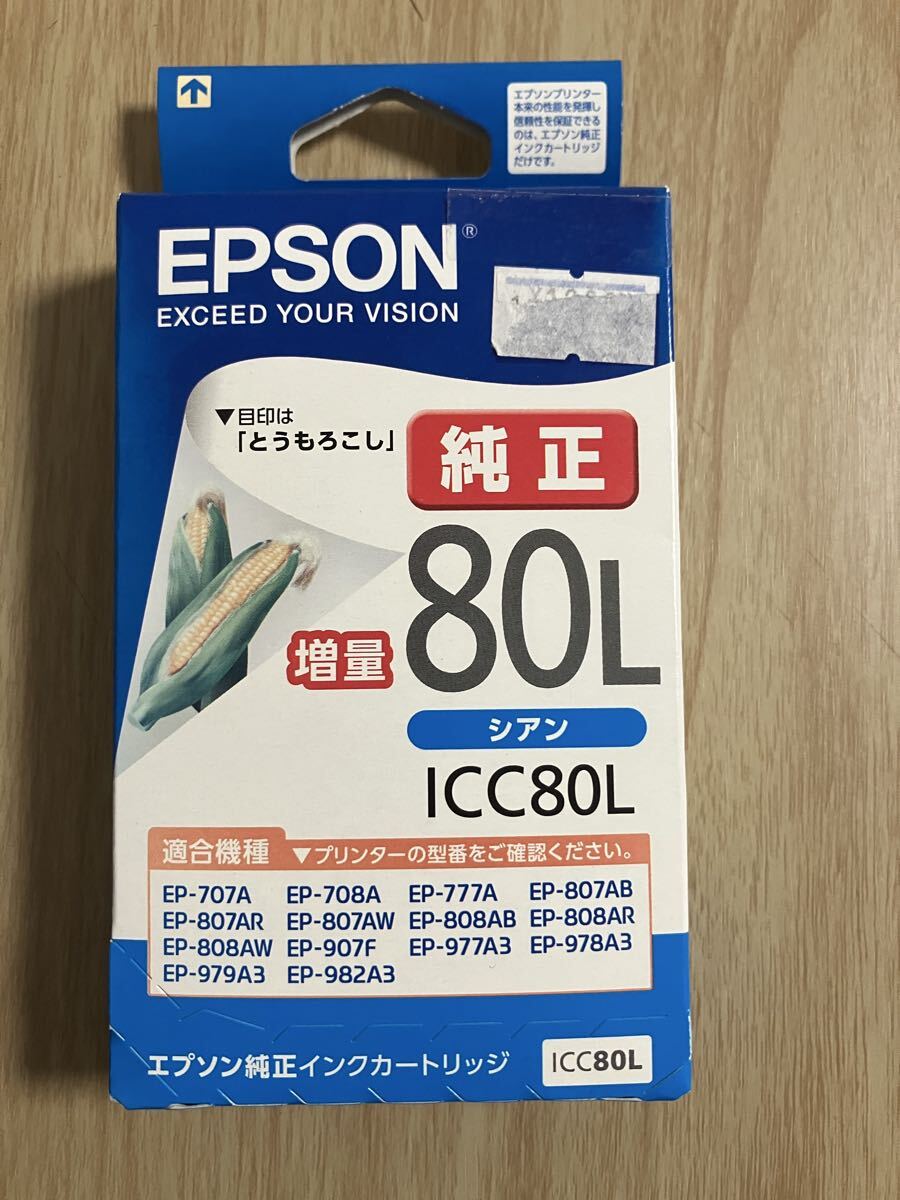 エプソンプリンター
本来の性能を発揮し
信頼性を保証できる
のは、エプソン純正
インクカートリッジ
だけです。
EPSON®
EXCEED YOUR VISION
▼目印は
「とうもろこし」
純正
増量
80L
シアン
ICC80L
適合機種 ▼プリンターの型番をご確認ください。
EP-707A EP-708A EP-777A EP-807AB
EP-807AR EP-807AW EP-808AB EP-808AR
EP-808AW EP-907F EP-977A3 EP-978A3
EP-979A3 EP-982A3
エプソン純正インクカートリッジ ICC80L